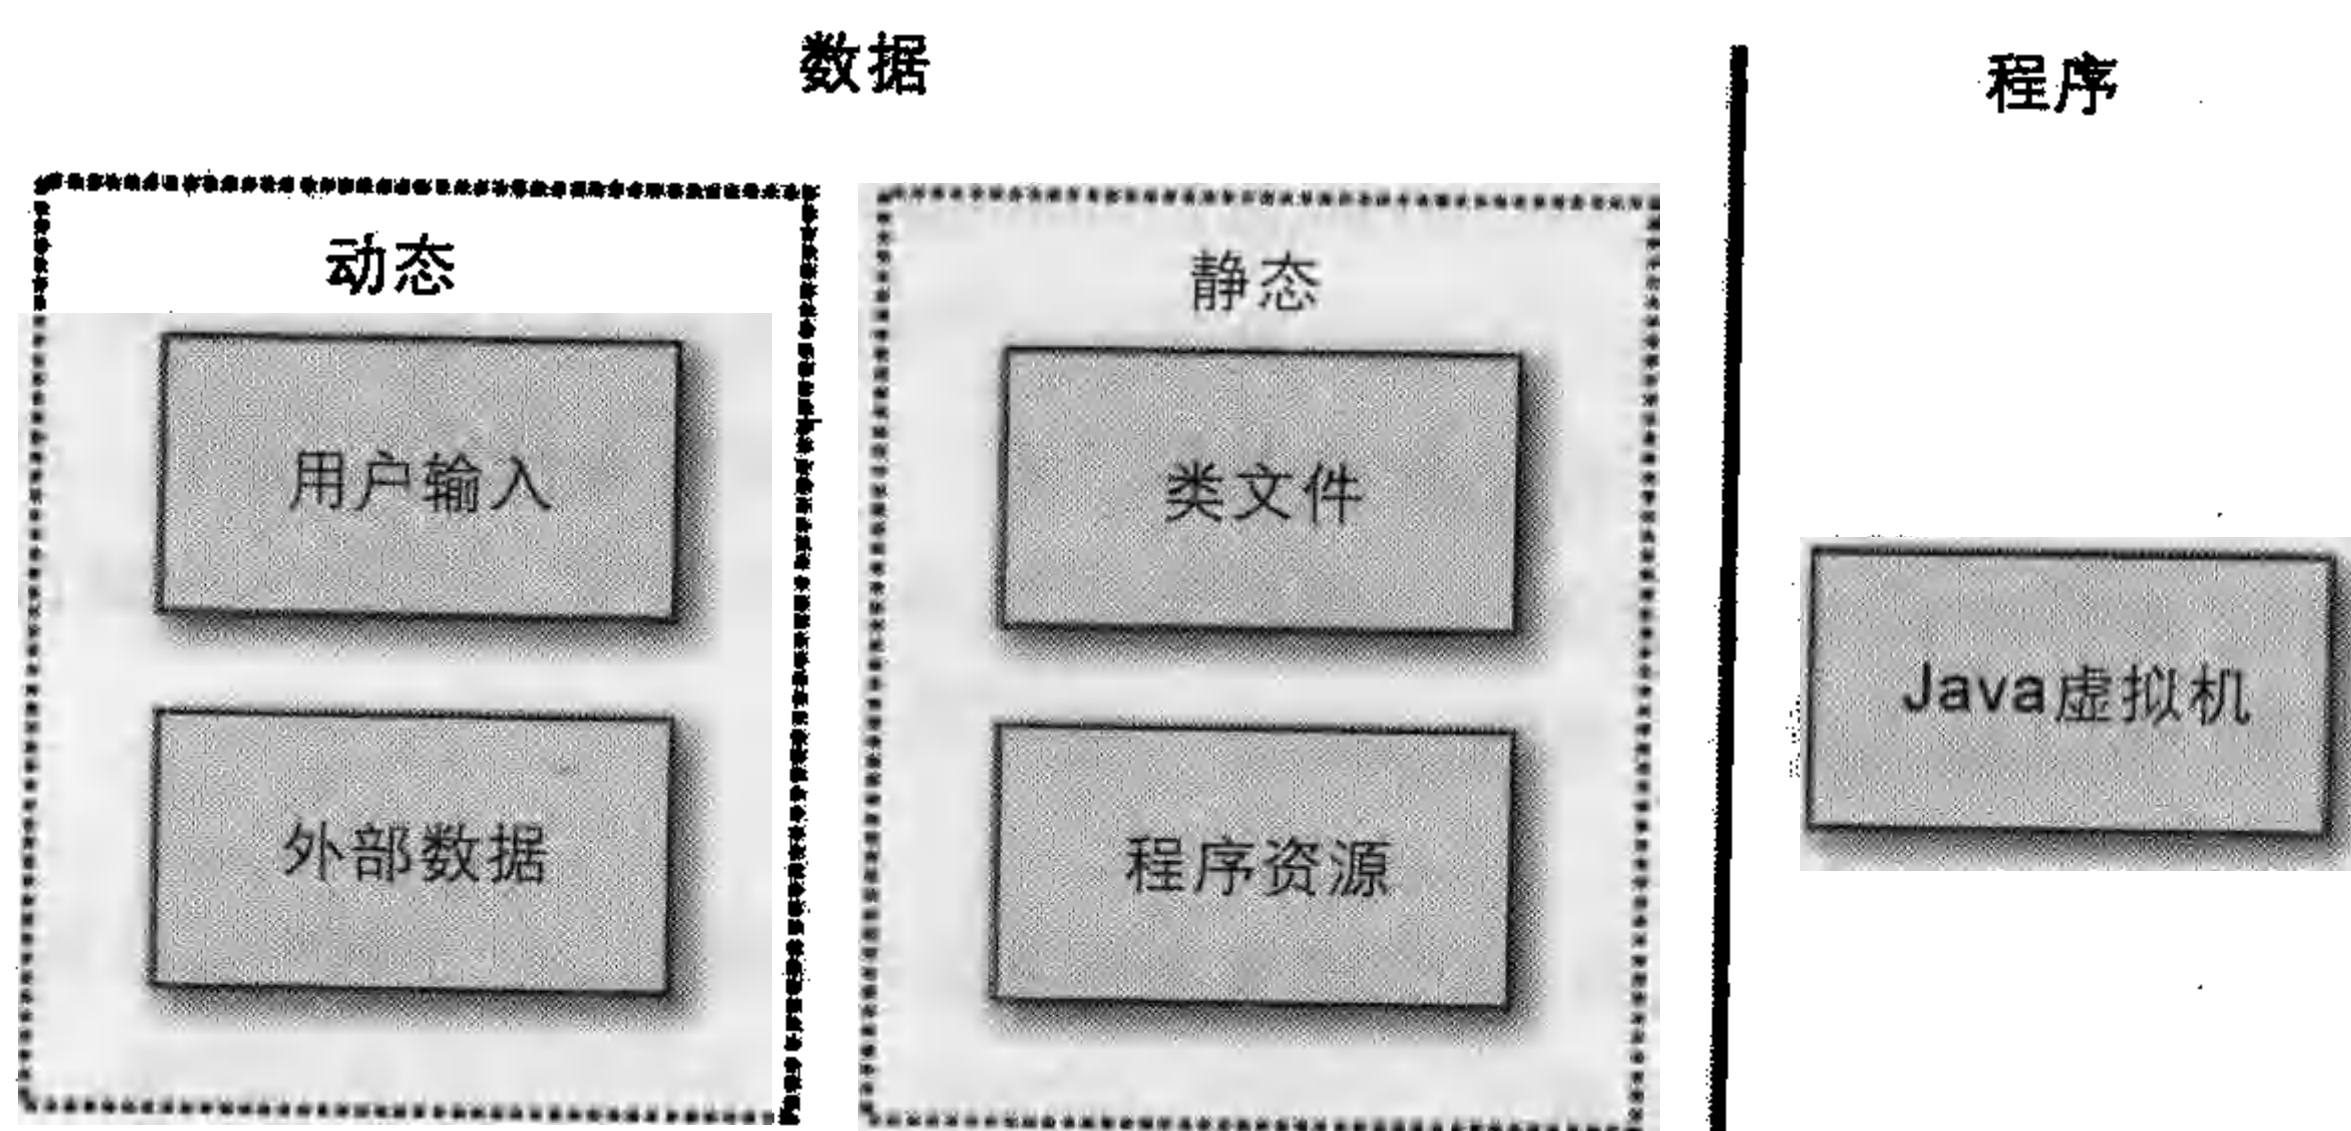 数据
程序
动态
静态
用户输入
类文件
Java虚拟机
外部数据
程序资源